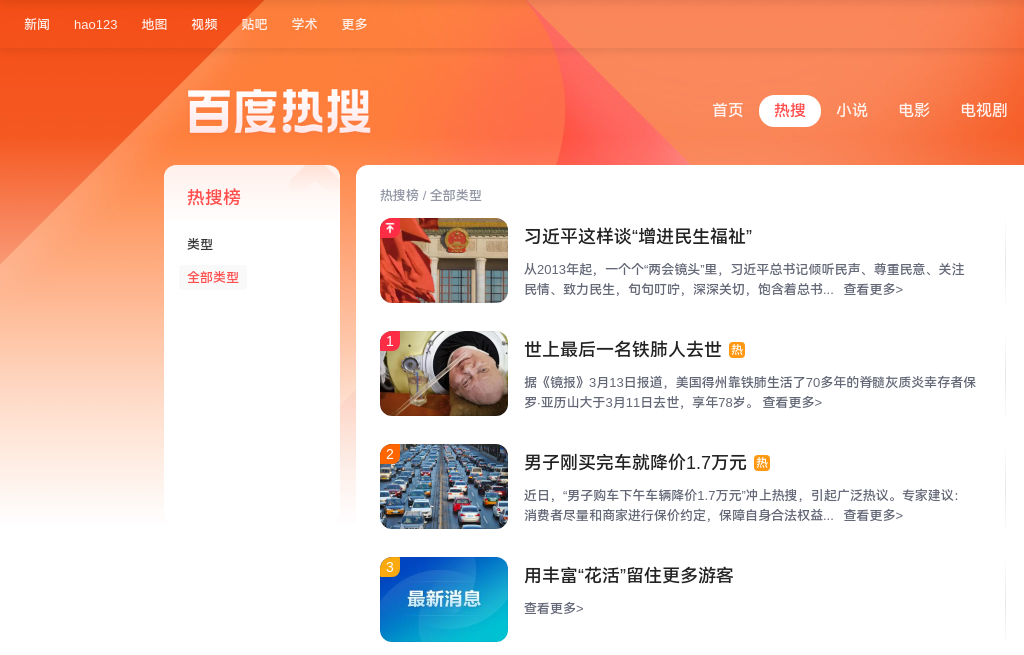 新闻 hao123 地图 视频 贴吧 学术 更多
百度热搜
首页 热搜 小说 电影 电视剧
热搜榜
类型
全部类型
热搜榜 / 全部类型
习近平这样谈“增进民生福祉”
从2013年起，一个个“两会镜头”里，习近平总书记倾听民声、尊重民意、关注
民情、致力民生，句句叮咛，深深关切，饱含着总书... 查看更多>
1
世上最后一名铁肺人去世 热
据《镜报》3月13日报道，美国得州靠铁肺生活了70多年的脊髓灰质炎幸存者保
罗·亚历山大于3月11日去世，享年78岁。 查看更多>
2
男子刚买完车就降价1.7万元 热
近日，“男子购车下午车辆降价1.7万元”冲上热搜，引起广泛热议。专家建议：
消费者尽量和商家进行保价约定，保障自身合法权益... 查看更多>
3
最新消息
用丰富“花活”留住更多游客
查看更多>